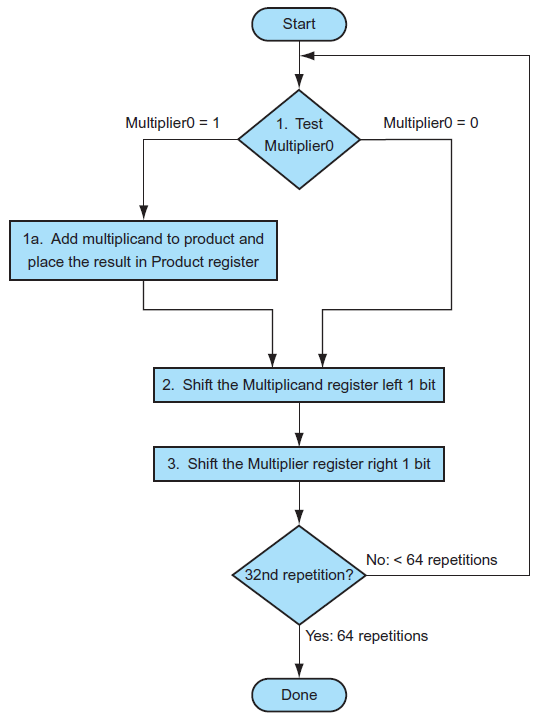 Start
Multiplier0 = 1
1. Test
Multiplier0
Multiplier0 = 0
1a. Add multiplicand to product and
place the result in Product register
2. Shift the Multiplicand register left 1 bit
3. Shift the Multiplier register right 1 bit
32nd repetition?
No: < 64 repetitions
Yes: 64 repetitions
Done